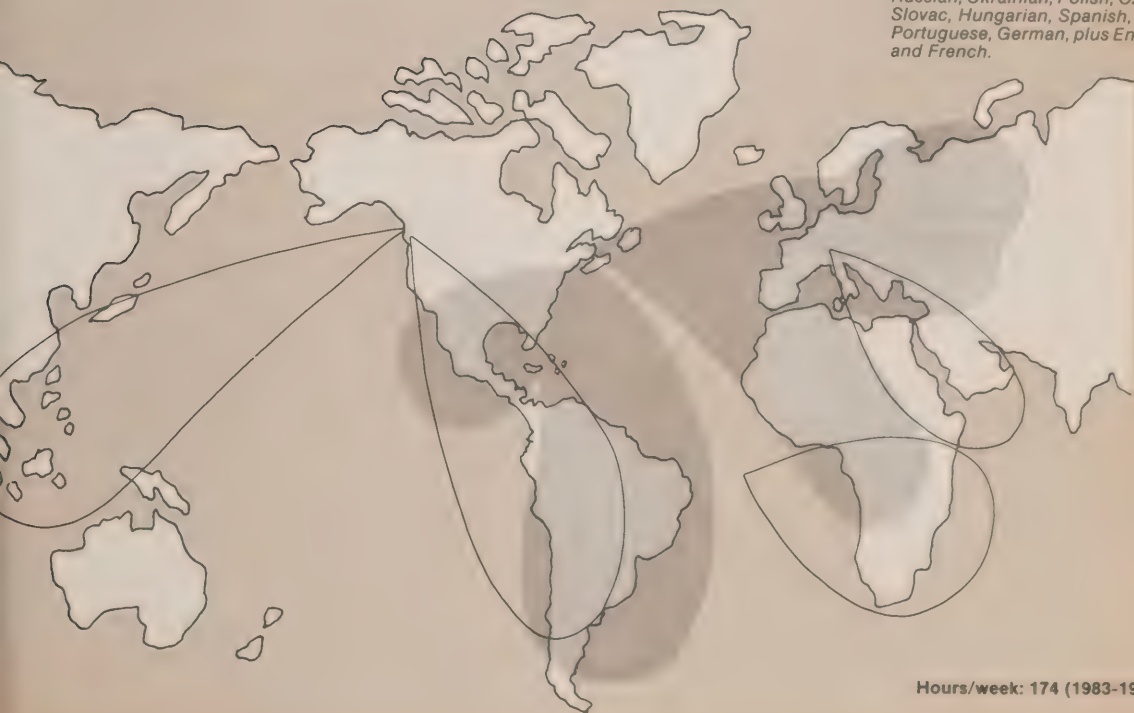 Slovac, Hungarian, Spanish,
Portuguese, German, plus En
and French.
Hours/week: 174 (1983-19